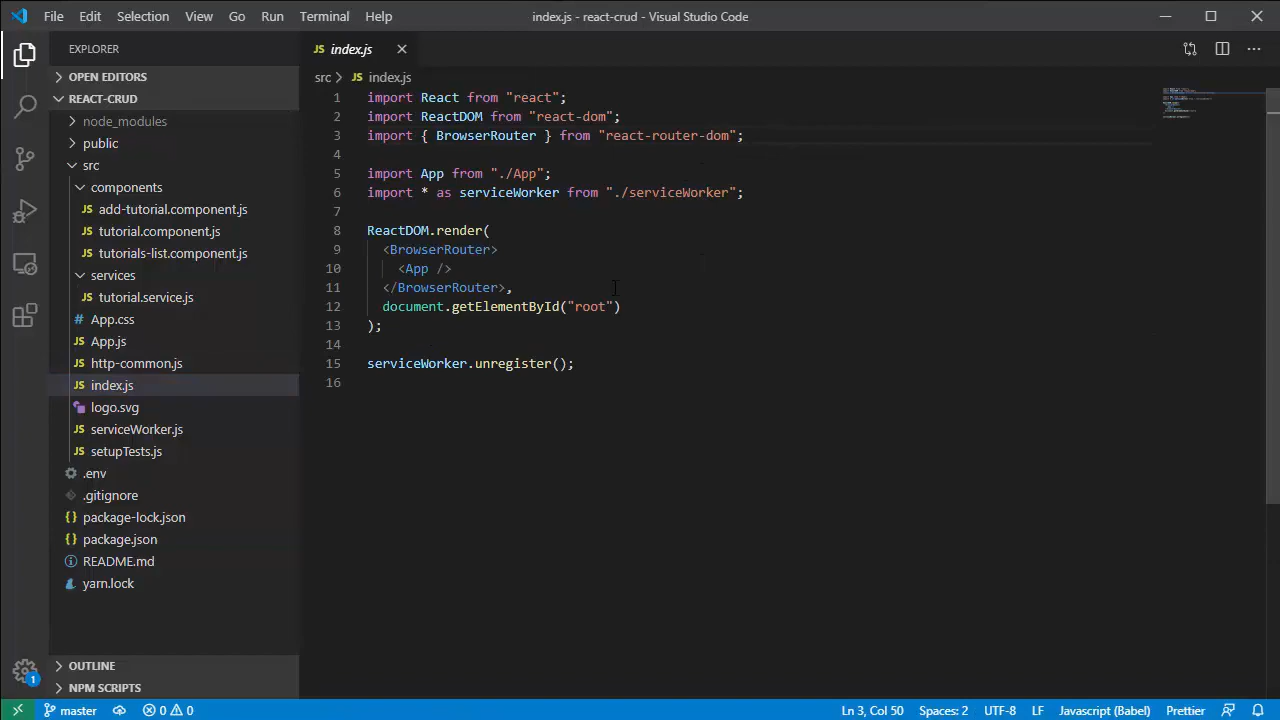 File Edit Selection View Go Run Terminal Help
index.js - react-crud - Visual Studio Code
EXPLORER
OPEN EDITORS
REACT-CRUD
node_modules
public
src
components
JS add-tutorial.component.js
JS tutorial.component.js
JS tutorials-list.component.js
services
JS tutorial.service.js
# App.css
JS App.js
JS http-common.js
JS index.js
logo.svg
JS serviceWorker.js
JS setupTests.js
.env
.gitignore
{} package-lock.json
{} package.json
README.md
yarn.lock
OUTLINE
NPM SCRIPTS
1
JS index.js
src > JS index.js
1 import React from "react";
2 import ReactDOM from "react-dom";
3 import { BrowserRouter } from "react-router-dom";
4
5 import App from "./App";
6 import * as serviceWorker from "./serviceWorker";
7
8 ReactDOM.render(
9 <BrowserRouter>
10 <App />
11 </BrowserRouter>,
12 document.getElementById("root")
13 );
14
15 serviceWorker.unregister();
16
master 0 0 Ln 3, Col 50 Spaces: 2 UTF-8 LF Javascript (Babel) Prettier